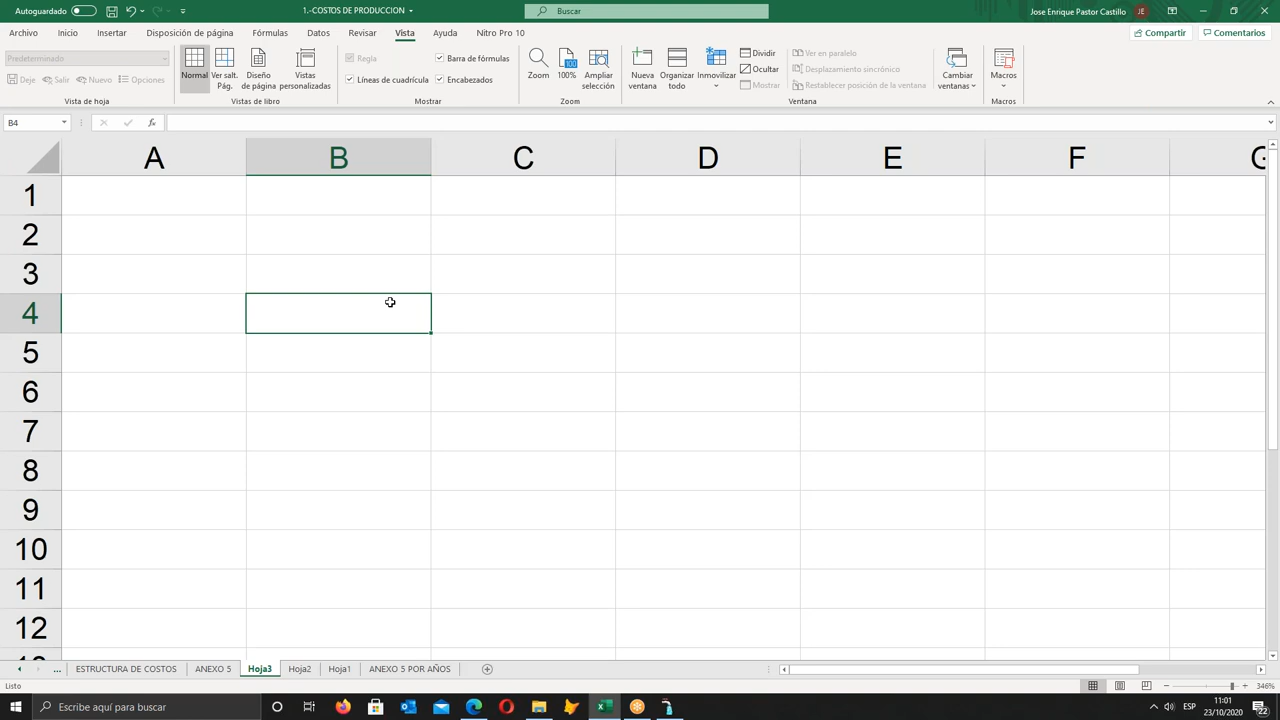 Autoguardado
1.-COSTOS DE PRODUCCION
Buscar
Jose Enrique Pastor Castillo
JE
Archivo
Inicio
Insertar
Disposición de página
Fórmulas
Datos
Revisar
Vista
Ayuda
Nitro Pro 10
Compartir
Comentarios
Predeterminado
Deje
Salir
Nuevo
Opciones
Vista de hoja
Normal
Ver salt. Pág.
Diseño de página
Vistas personalizadas
Vistas de libro
Regla
Barra de fórmulas
Líneas de cuadrícula
Encabezados
Mostrar
Zoom
100%
Ampliar selección
Zoom
Nueva ventana
Organizar todo
Inmovilizar
Dividir
Ocultar
Mostrar
Ver en paralelo
Desplazamiento sincrónico
Restablecer posición de la ventana
Ventana
Cambiar ventanas
Macros
Macros
B4
fx
A B C D E F G
1
2
3
4
5
6
7
8
9
10
11
12
13
... ESTRUCTURA DE COSTOS ANEXO 5 Hoja3 Hoja2 Hoja1 ANEXO 5 POR AÑOS
Listo
346%
Escribe aquí para buscar
ESP
11:01
23/10/2020
22